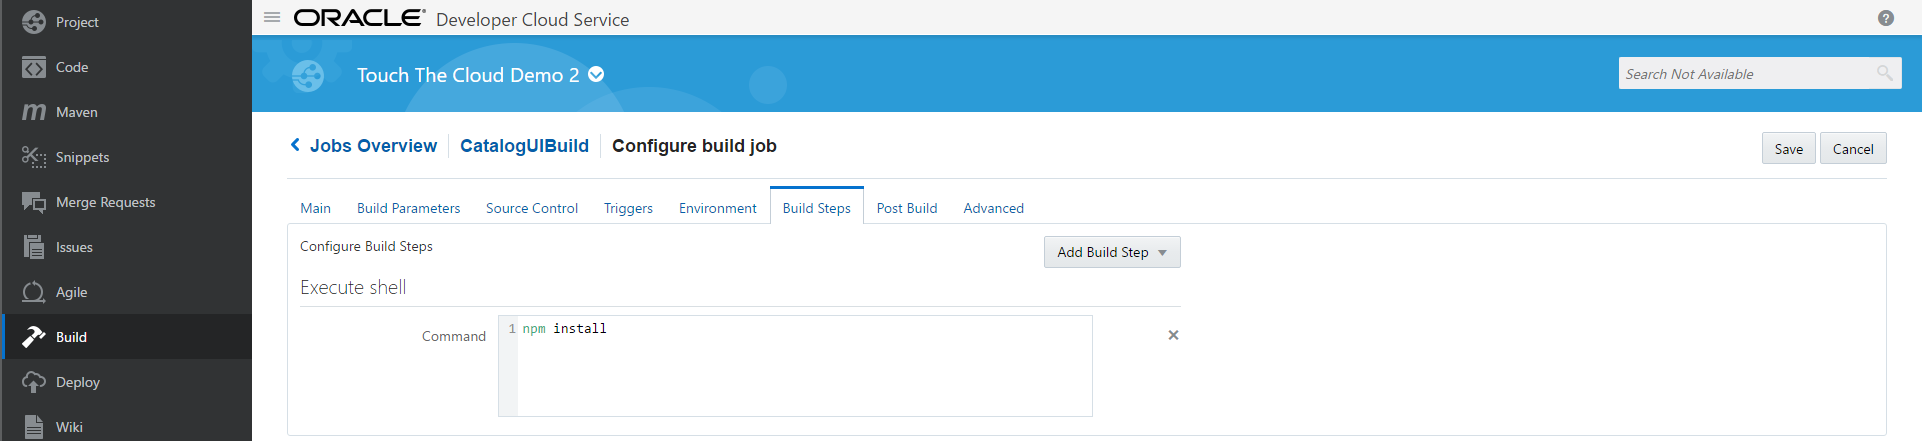 Project
Code
Maven
Snippets
Merge Requests
Issues
Agile
Build
Deploy
Wiki
ORACLE® Developer Cloud Service
?
Touch The Cloud Demo 2
Search Not Available
Jobs Overview CatalogUIBuild Configure build job
Save Cancel
Main Build Parameters Source Control Triggers Environment Build Steps Post Build Advanced
Configure Build Steps
Add Build Step
Execute shell
Command
1 npm install